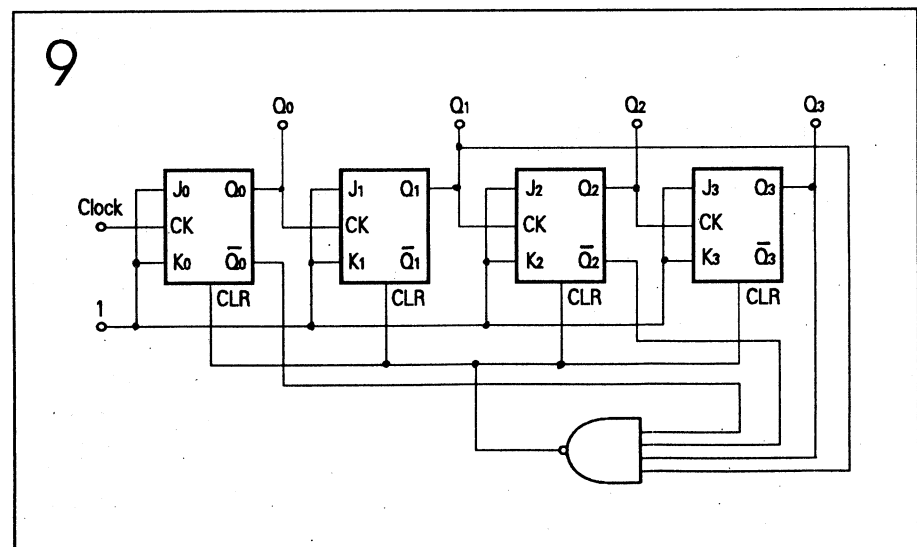 9
Q0 Q1 Q2 Q3
J0 Q0 J1 Q1 J2 Q2 J3 Q3
Clock
CK CK CK CK
K0 Q̅0 K1 Q̅1 K2 Q̅2 K3 Q̅3
CLR CLR CLR CLR
1